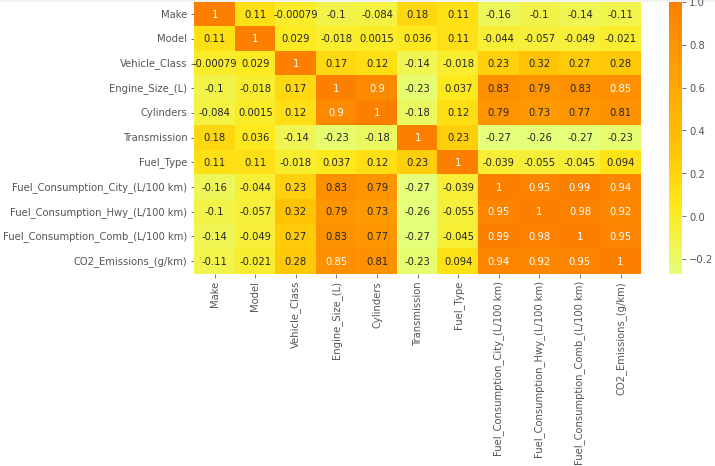 Make 1 0.11 -0.00079 -0.1 -0.084 0.18 0.11 -0.16 -0.1 -0.14 -0.11
Model 0.11 1 0.029 -0.018 0.0015 0.036 0.11 -0.044 -0.057 -0.049 -0.021
Vehicle_Class -0.00079 0.029 1 0.17 0.12 -0.14 -0.018 0.23 0.32 0.27 0.28
Engine_Size_(L) -0.1 -0.018 0.17 1 0.9 -0.23 0.037 0.83 0.79 0.83 0.85
Cylinders -0.084 0.0015 0.12 0.9 1 -0.18 0.12 0.79 0.73 0.77 0.81
Transmission 0.18 0.036 -0.14 -0.23 -0.18 1 0.23 -0.27 -0.26 -0.27 -0.23
Fuel_Type 0.11 0.11 -0.018 0.037 0.12 0.23 1 -0.039 -0.055 -0.045 0.094
Fuel_Consumption_City_(L/100 km) -0.16 -0.044 0.23 0.83 0.79 -0.27 -0.039 1 0.95 0.99 0.94
Fuel_Consumption_Hwy_(L/100 km) -0.1 -0.057 0.32 0.79 0.73 -0.26 -0.055 0.95 1 0.98 0.92
Fuel_Consumption_Comb_(L/100 km) -0.14 -0.049 0.27 0.83 0.77 -0.27 -0.045 0.99 0.98 1 0.95
CO2_Emissions_(g/km) -0.11 -0.021 0.28 0.85 0.81 -0.23 0.094 0.94 0.92 0.95 1
Make
Model
Vehicle_Class
Engine_Size_(L)
Cylinders
Transmission
Fuel_Type
Fuel_Consumption_City_(L/100 km)
Fuel_Consumption_Hwy_(L/100 km)
Fuel_Consumption_Comb_(L/100 km)
CO2_Emissions_(g/km)
1.0
0.8
0.6
0.4
0.2
0.0
−0.2